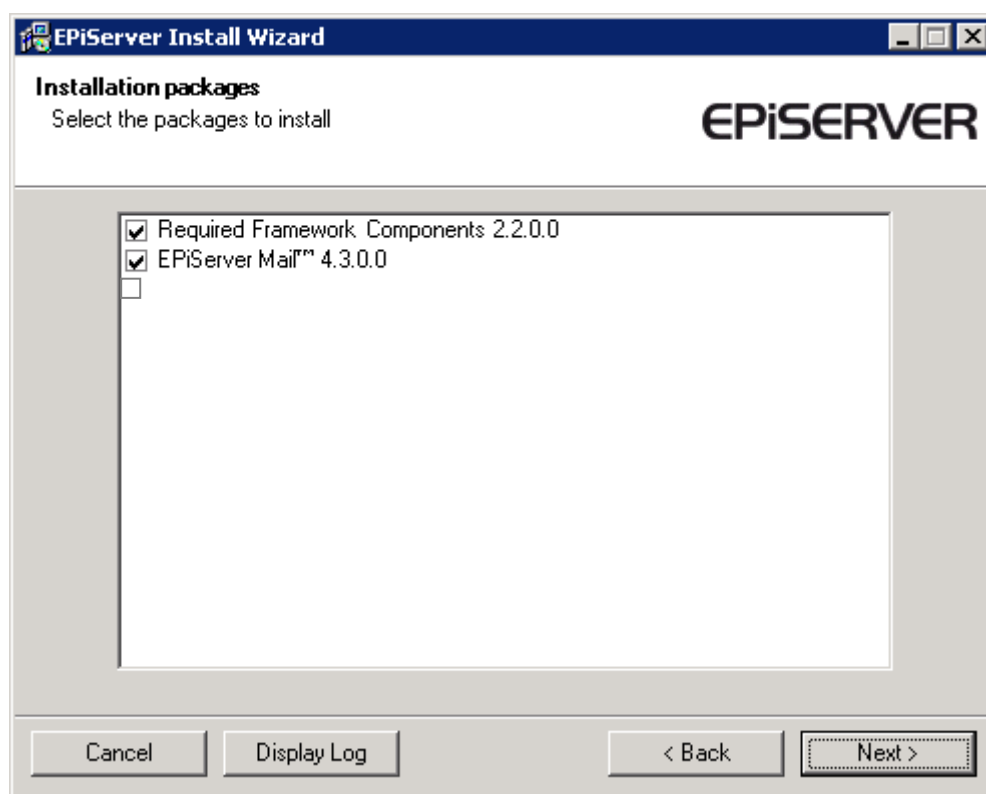 EPiServer Install Wizard
Installation packages
Select the packages to install
EPiSERVER
Required Framework Components 2.2.0.0
EPiServer Mail™ 4.3.0.0
Cancel
Display Log
< Back
Next >